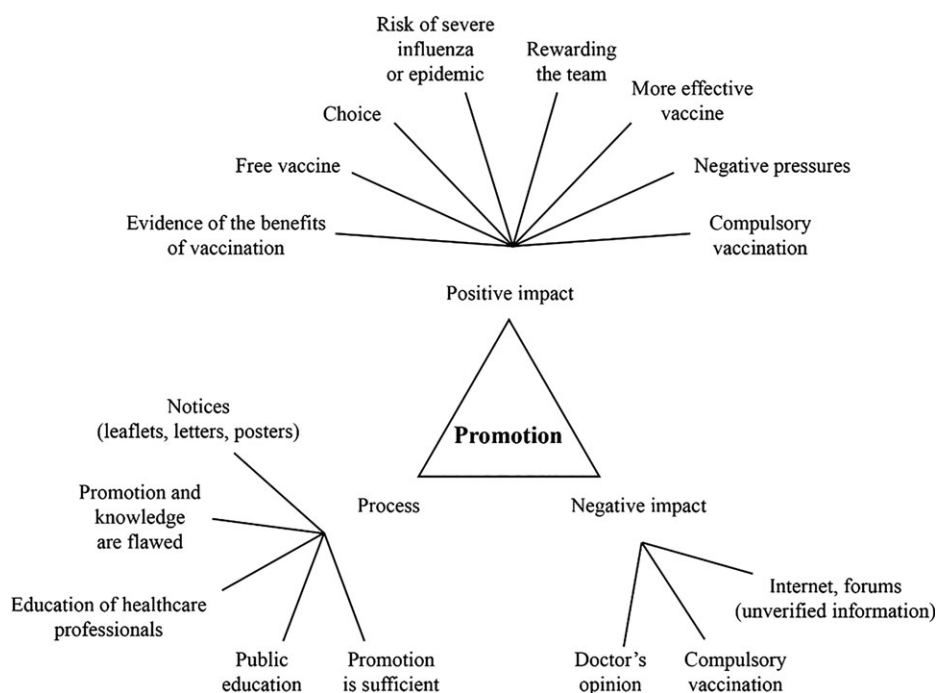 Risk of severe
influenza
or epidemic
Rewarding
the team
More effective
vaccine
Choice
Free vaccine
Negative pressures
Evidence of the benefits
of vaccination
Compulsory
vaccination
Positive impact
Promotion
Notices
(leaflets, letters, posters)
Process
Negative impact
Promotion and
knowledge
are flawed
Education of healthcare
professionals
Public
education
Promotion
is sufficient
Internet, forums
(unverified information)
Doctor’s
opinion
Compulsory
vaccination